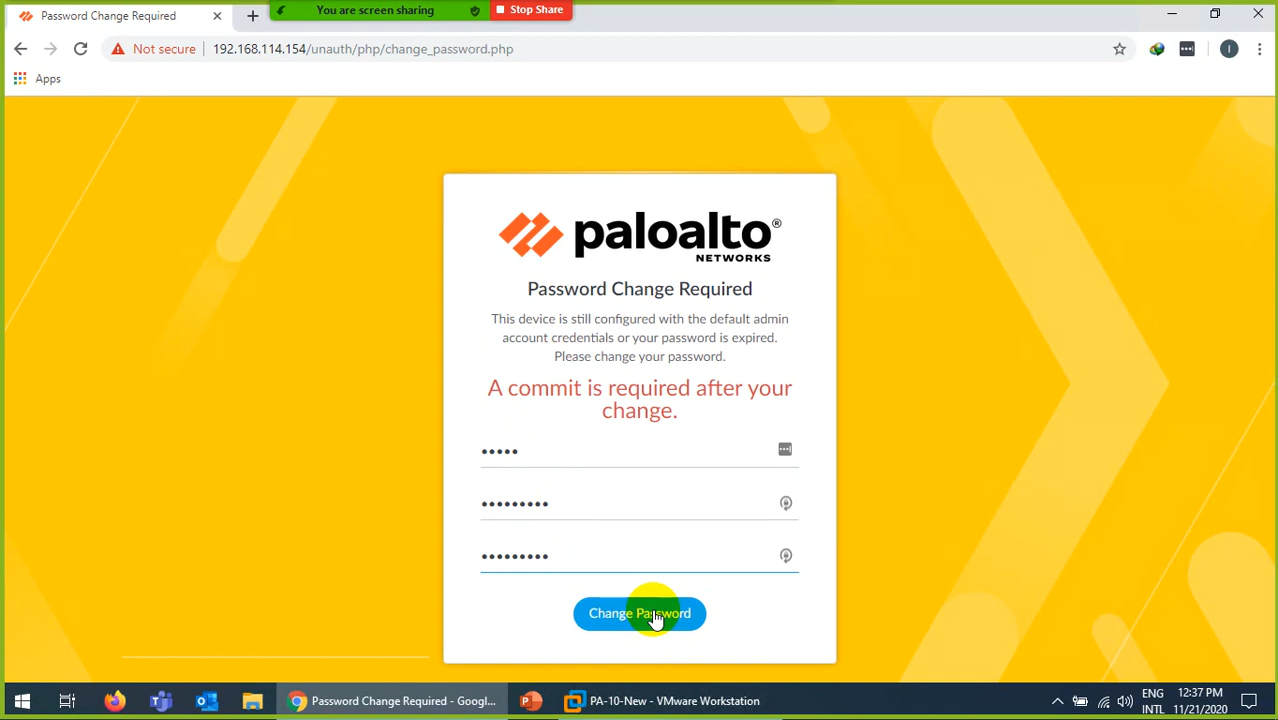 Password Change Required
You are screen sharing
Stop Share
Not secure
192.168.114.154/unauth/php/change_password.php
I
Apps
paloalto®
NETWORKS
Password Change Required
This device is still configured with the default admin
account credentials or your password is expired.
Please change your password.
A commit is required after your
change.
Change Password
Password Change Required - Googl...
PA-10-New - VMware Workstation
ENG
INTL
12:37 PM
11/21/2020